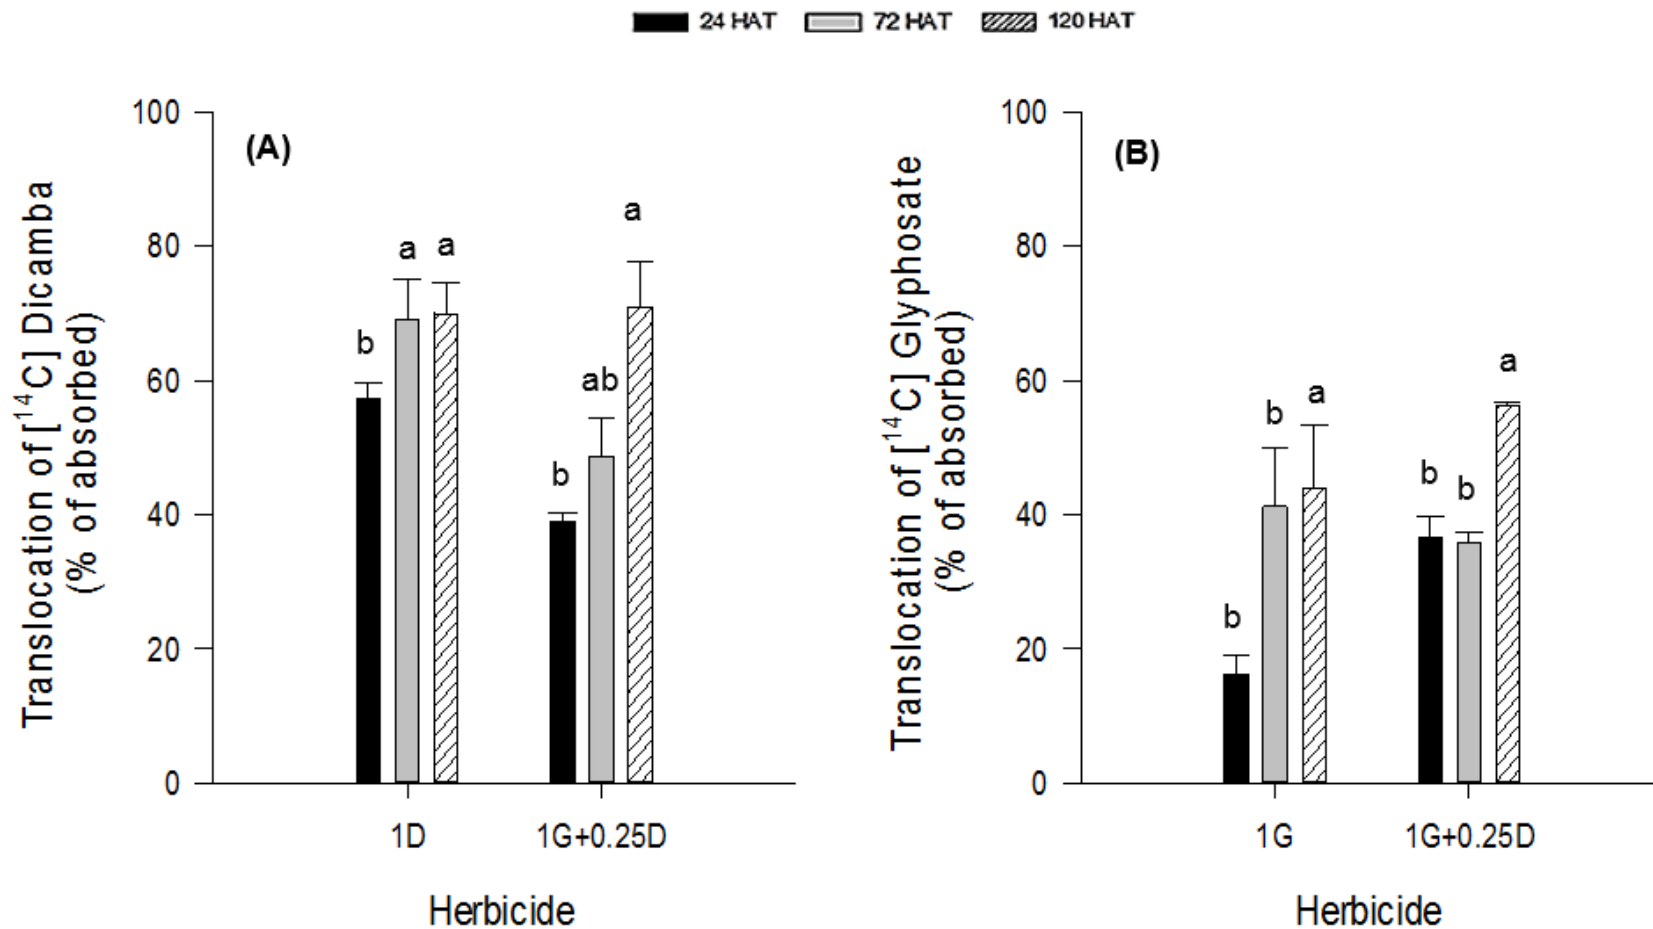 24 HAT 72 HAT 120 HAT
(A)
Translocation of [14C] Dicamba
(% of absorbed)
100
80
60
40
20
0
b a a
b ab a
1D 1G+0.25D
Herbicide
(B)
Translocation of [14C] Glyphosate
(% of absorbed)
100
80
60
40
20
0
b b a
b b a
1G 1G+0.25D
Herbicide